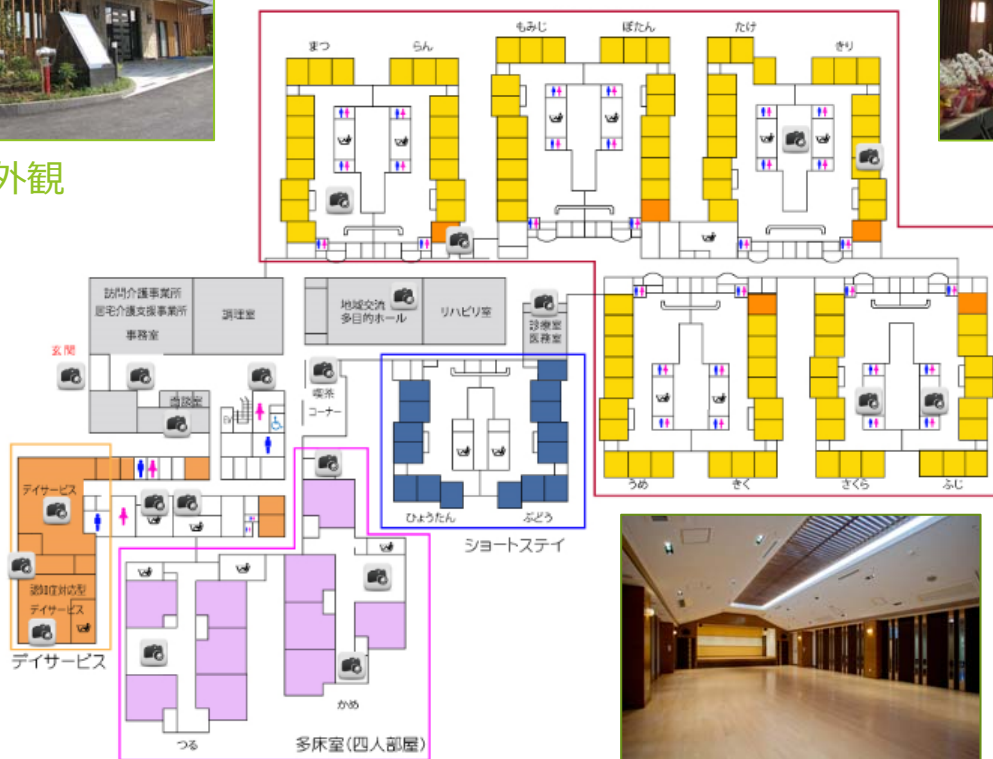 外観
まつ
らん
もみじ
ぼたん
たけ
きり
訪問介護事業所
居宅介護支援事業所
事務室
調理室
地域交流
多目的ホール
リハビリ室
診療室
医務室
玄関
面談室
EV
喫茶
コーナー
デイサービス
認知症対応型
デイサービス
デイサービス
ひょうたん
ぶどう
ショートステイ
うめ
きく
さくら
ふじ
つる
かめ
多床室(四人部屋)